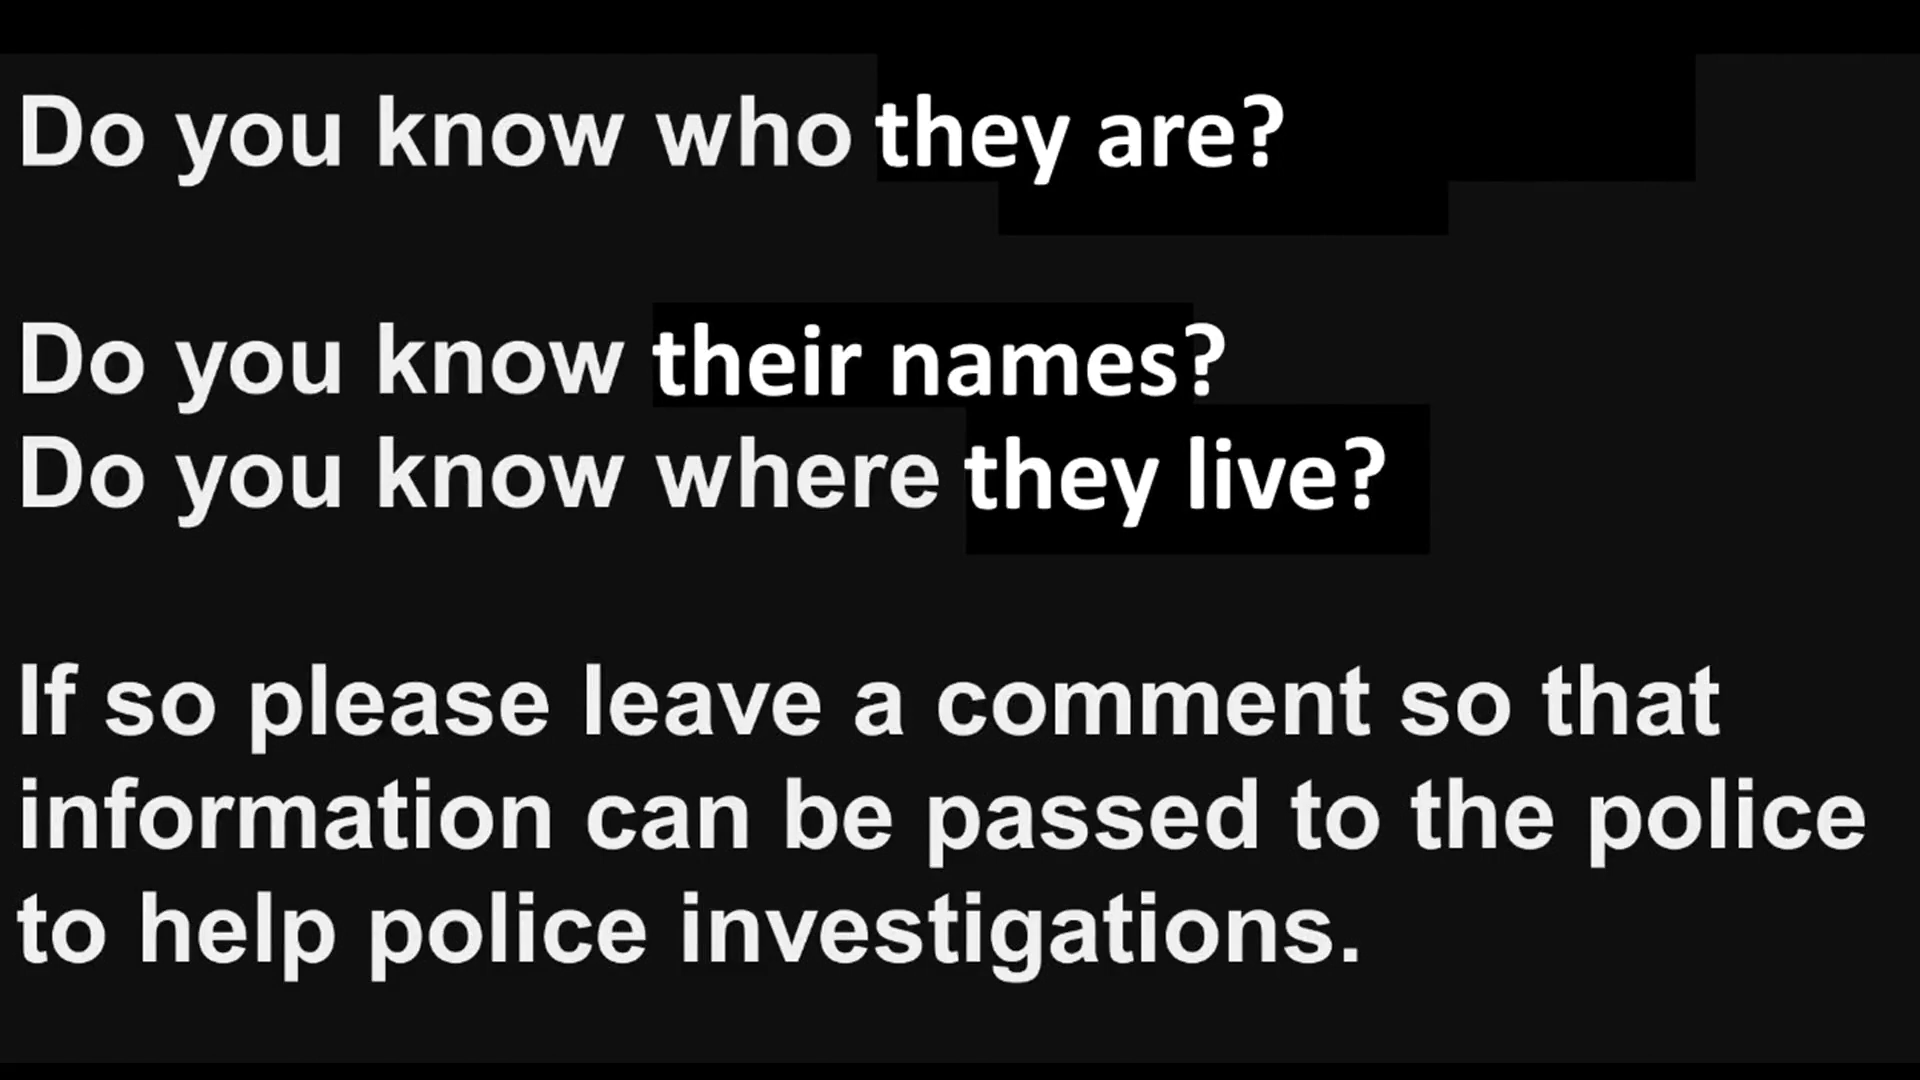 Do you know who they are?
Do you know their names?
Do you know where they live?
If so please leave a comment so that
information can be passed to the police
to help police investigations.